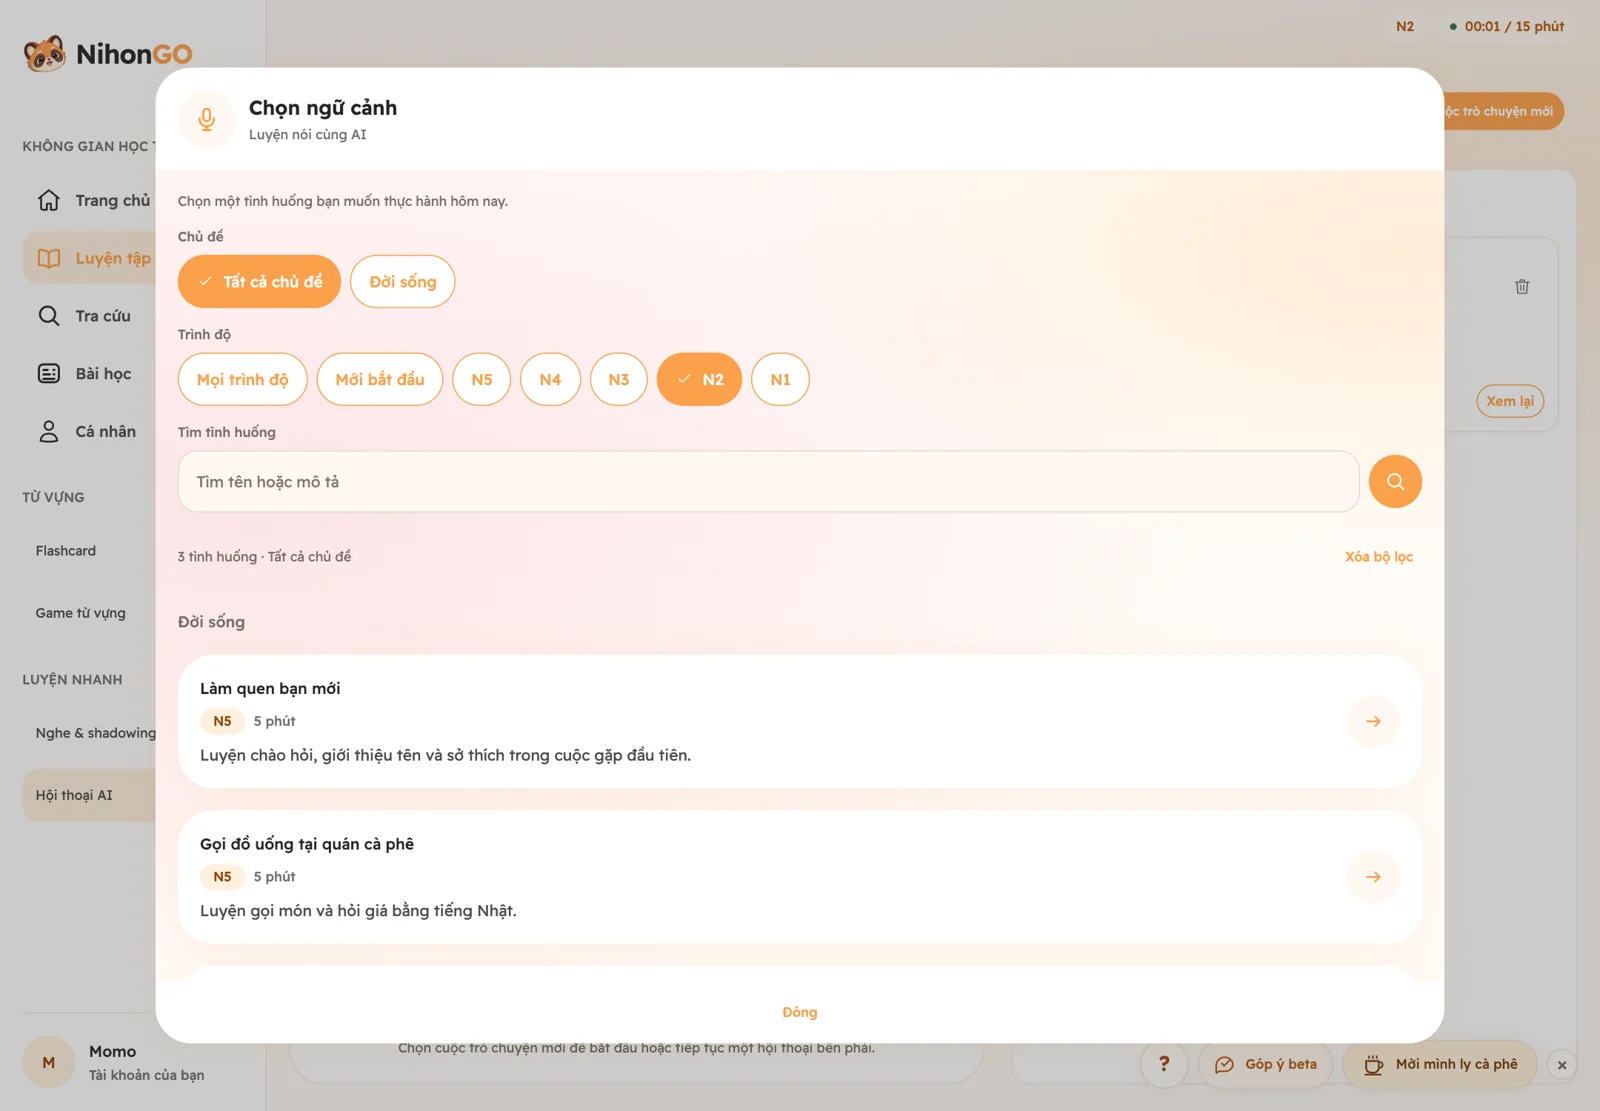 NihonGO
N2
00:01 / 15 phút
KHÔNG GIAN HỌC
Trang chủ
Luyện tập
Tra cứu
Bài học
Cá nhân
TỪ VỰNG
Flashcard
Game từ vựng
LUYỆN NHANH
Nghe & shadowing
Hội thoại AI
M
Momo
Tài khoản của bạn
trò chuyện mới
Xem lại
Chọn ngữ cảnh
Luyện nói cùng AI
Chọn một tình huống bạn muốn thực hành hôm nay.
Chủ đề
Tất cả chủ đề
Đời sống
Trình độ
Mọi trình độ
Mới bắt đầu
N5
N4
N3
N2
N1
Tìm tình huống
Tìm tên hoặc mô tả
3 tình huống · Tất cả chủ đề
Xóa bộ lọc
Đời sống
Làm quen bạn mới
N5
5 phút
Luyện chào hỏi, giới thiệu tên và sở thích trong cuộc gặp đầu tiên.
Gọi đồ uống tại quán cà phê
N5
5 phút
Luyện gọi món và hỏi giá bằng tiếng Nhật.
Đóng
Chọn cuộc trò chuyện mới để bắt đầu hoặc tiếp tục một hội thoại bên phải.
?
Góp ý beta
Mời mình ly cà phê